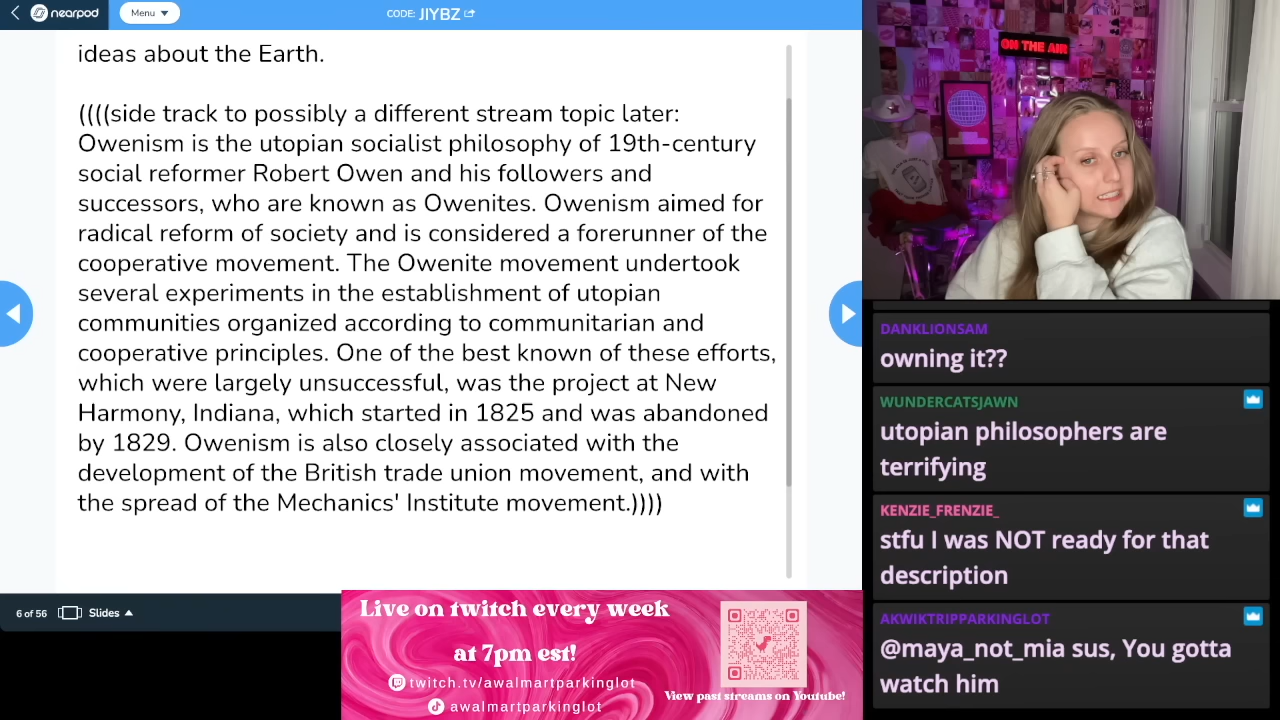 nearpod
Menu
CODE: JIYBZ
ideas about the Earth.
((((side track to possibly a different stream topic later:
Owenism is the utopian socialist philosophy of 19th-century
social reformer Robert Owen and his followers and
successors, who are known as Owenites. Owenism aimed for
radical reform of society and is considered a forerunner of the
cooperative movement. The Owenite movement undertook
several experiments in the establishment of utopian
communities organized according to communitarian and
cooperative principles. One of the best known of these efforts,
which were largely unsuccessful, was the project at New
Harmony, Indiana, which started in 1825 and was abandoned
by 1829. Owenism is also closely associated with the
development of the British trade union movement, and with
the spread of the Mechanics' Institute movement.))))
6 of 56
Slides
Live on twitch every week
at 7pm est!
twitch.tv/awalmartparkinglot
awalmartparkinglot
View past streams on Youtube!
ON THE AIR
DANKLIONSAM
owning it??
WUNDERCATSJAWN
utopian philosophers are
terrifying
KENZIE_FRENZIE_
stfu I was NOT ready for that
description
AKWIKTRIPPARKINGLOT
@maya_not_mia sus, You gotta
watch him